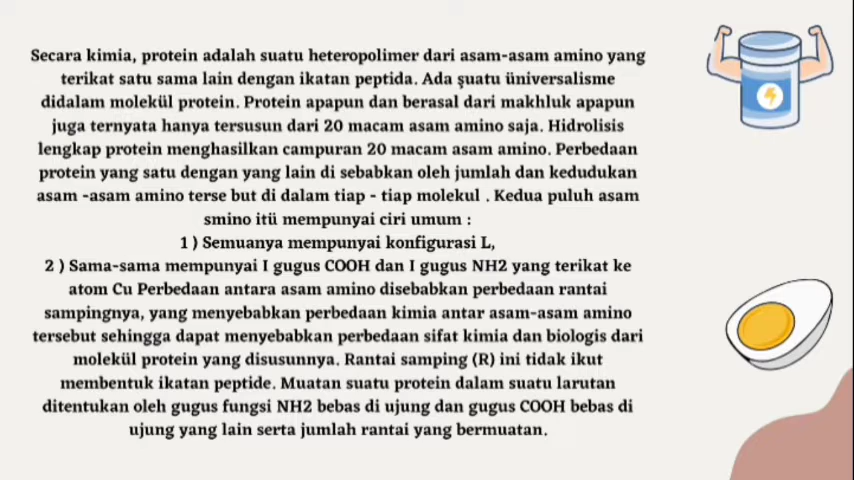 Secara kimia, protein adalah suatu heteropolimer dari asam-asam amino yang
terikat satu sama lain dengan ikatan peptida. Ada şuatu üniversalisme
didalam molekül protein. Protein apapun dan berasal dari makhluk apapun
juga ternyata hanya tersusun dari 20 macam asam amino saja. Hidrolisis
lengkap protein menghasilkan campuran 20 macam asam amino. Perbedaan
protein yang satu dengan yang lain di sebabkan oleh jumlah dan kedudukan
asam -asam amino terse but di dalam tiap - tiap molekul . Kedua puluh asam
smino itü mempunyai ciri umum :
1 ) Semuanya mempunyai konfigurasi L,
2 ) Sama-sama mempunyai I gugus COOH dan I gugus NH2 yang terikat ke
atom Cu Perbedaan antara asam amino disebabkan perbedaan rantai
sampingnya, yang menyebabkan perbedaan kimia antar asam-asam amino
tersebut sehingga dapat menyebabkan perbedaan sifat kimia dan biologis dari
molekül protein yang disusunnya. Rantai samping (R) ini tidak ikut
membentuk ikatan peptide. Muatan suatu protein dalam suatu larutan
ditentukan oleh gugus fungsi NH2 bebas di ujung dan gugus COOH bebas di
ujung yang lain serta jumlah rantai yang bermuatan.